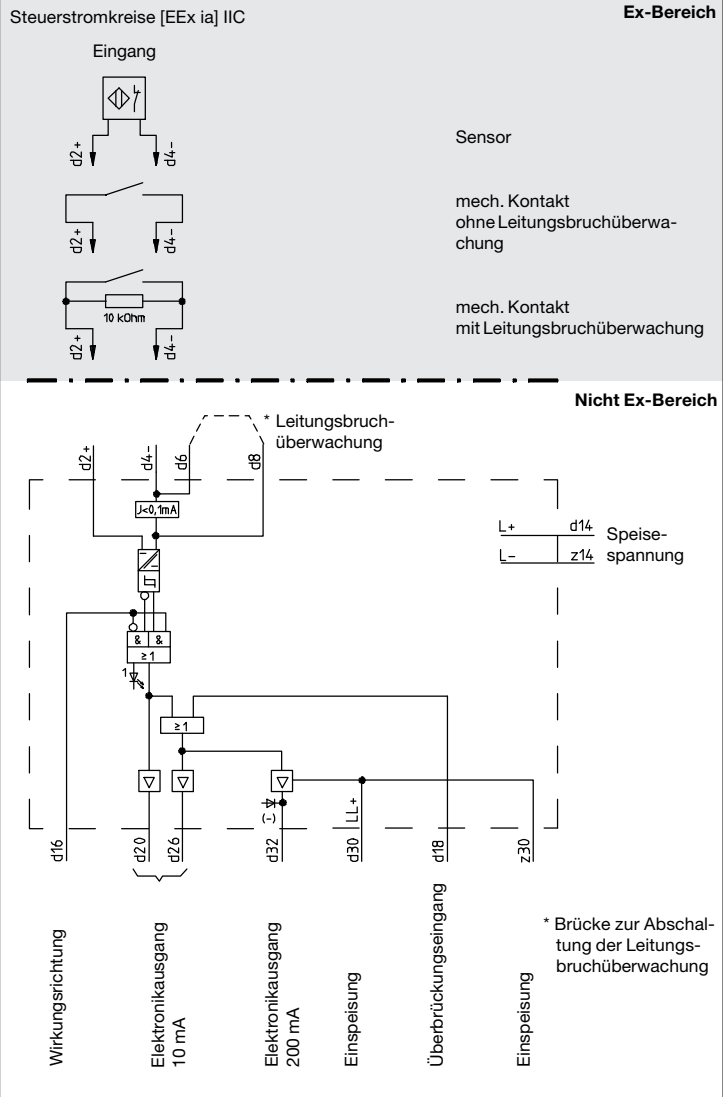 Steuerstromkreise [EEx ia] IIC
Ex-Bereich
Eingang
d2+
d4-
Sensor
d2+
d4-
mech. Kontakt
ohne Leitungsbruchüberwa-
chung
10 kOhm
d2+
d4-
mech. Kontakt
mit Leitungsbruchüberwachung
Nicht Ex-Bereich
* Leitungsbruch-
überwachung
d2+
d4-
d6
d8
J<0,1mA
L+ d14
L- z14
Speise-
spannung
& &
≥1
1
≥1
(-)
LL+
d16
d20
d26
d32
d30
d18
z30
Wirkungsrichtung
Elektronikausgang
10 mA
Elektronikausgang
200 mA
Einspeisung
Überbrückungseingang
Einspeisung
* Brücke zur Abschal-
tung der Leitungs-
bruchüberwachung